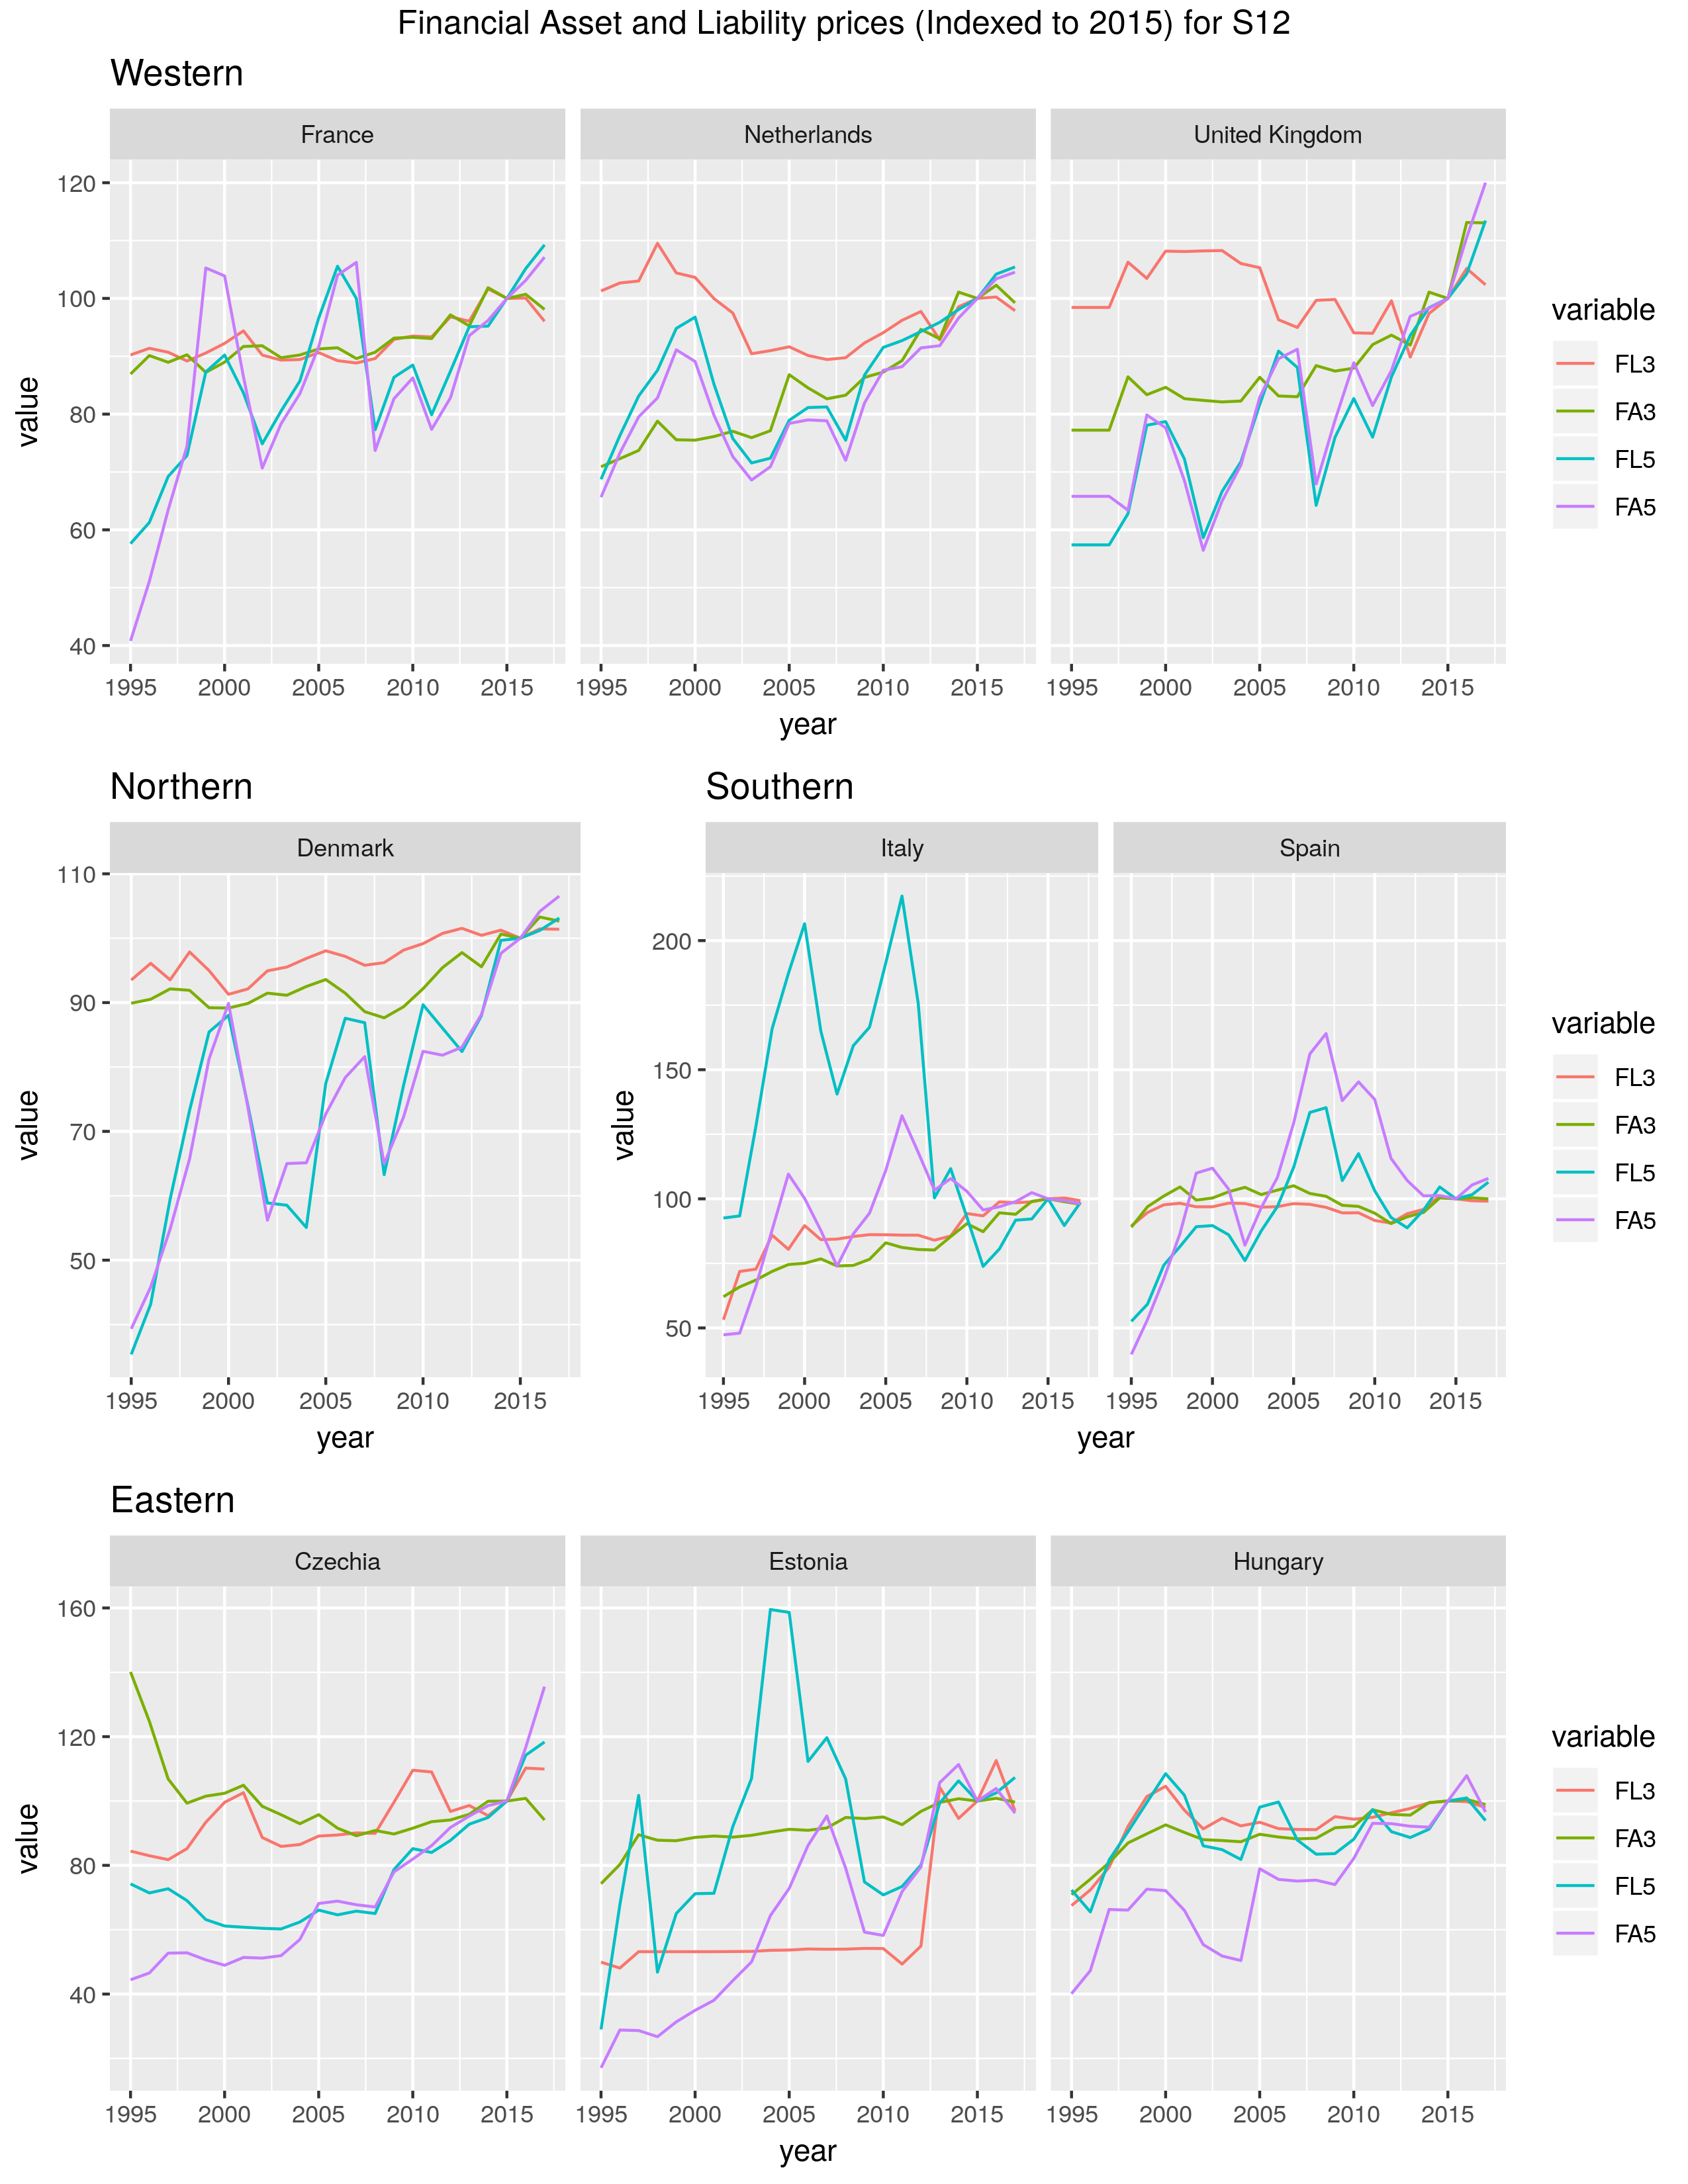 Financial Asset and Liability prices (Indexed to 2015) for S12
Western
France
Netherlands
United Kingdom
120
100
80
60
40
value
1995 2000 2005 2010 2015
1995 2000 2005 2010 2015
1995 2000 2005 2010 2015
year
variable
FL3
FA3
FL5
FA5
Northern
Denmark
110
90
70
50
value
1995 2000 2005 2010 2015
year
Southern
Italy
Spain
200
150
100
50
value
1995 2000 2005 2010 2015
1995 2000 2005 2010 2015
year
variable
FL3
FA3
FL5
FA5
Eastern
Czechia
Estonia
Hungary
160
120
80
40
value
1995 2000 2005 2010 2015
1995 2000 2005 2010 2015
1995 2000 2005 2010 2015
year
variable
FL3
FA3
FL5
FA5